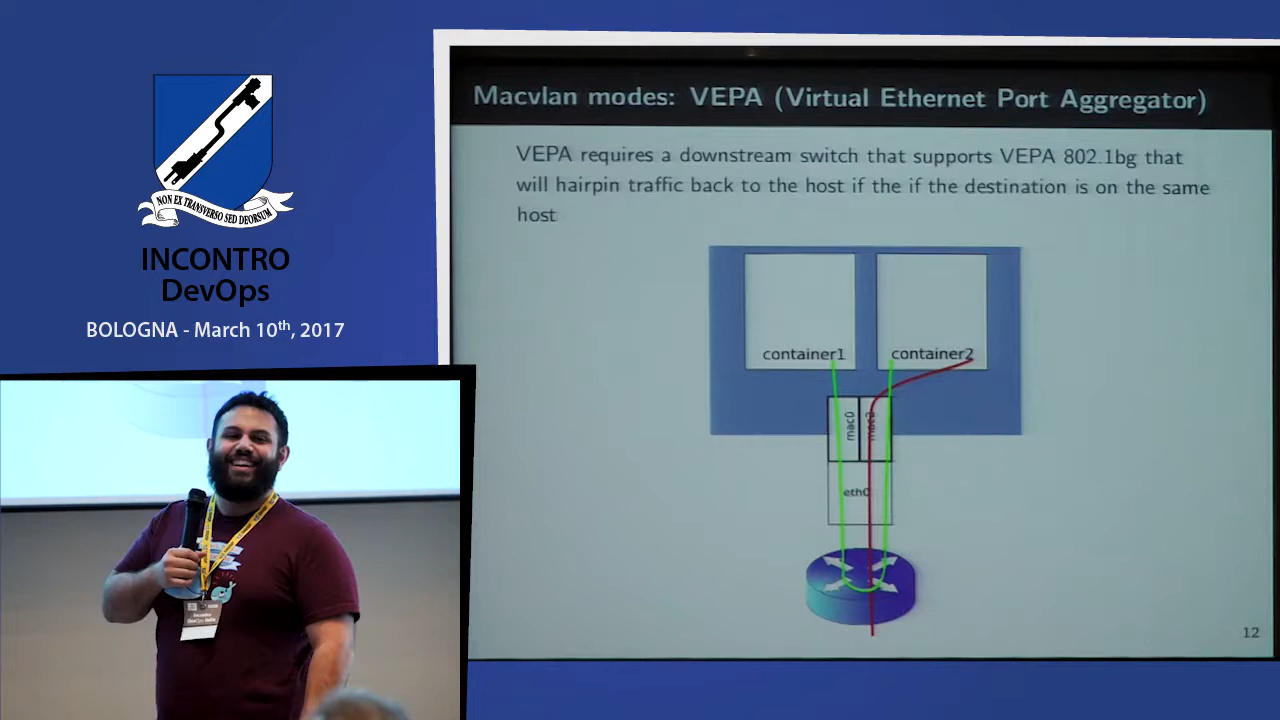 NON EX TRANSVERSO SED DEORSUM
INCONTRO
DevOps
BOLOGNA - March 10th, 2017
Macvlan modes: VEPA (Virtual Ethernet Port Aggregator)
VEPA requires a downstream switch that supports VEPA 802.1bg that
will hairpin traffic back to the host if the if the destination is on the same
host
container1
container2
mac0
eth0
12